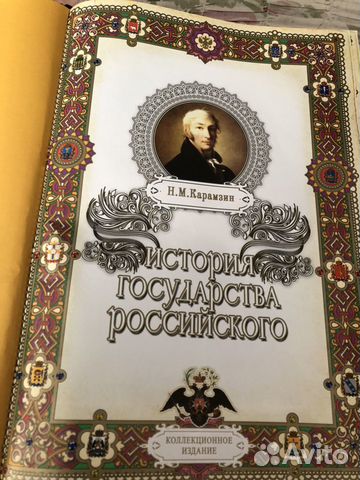 Н.М.Карамзин
ИСТОРИЯ
ГОСУДАРСТВА
РОССИЙСКОГО
КОЛЛЕКЦИОННОЕ
ИЗДАНИЕ
Avito